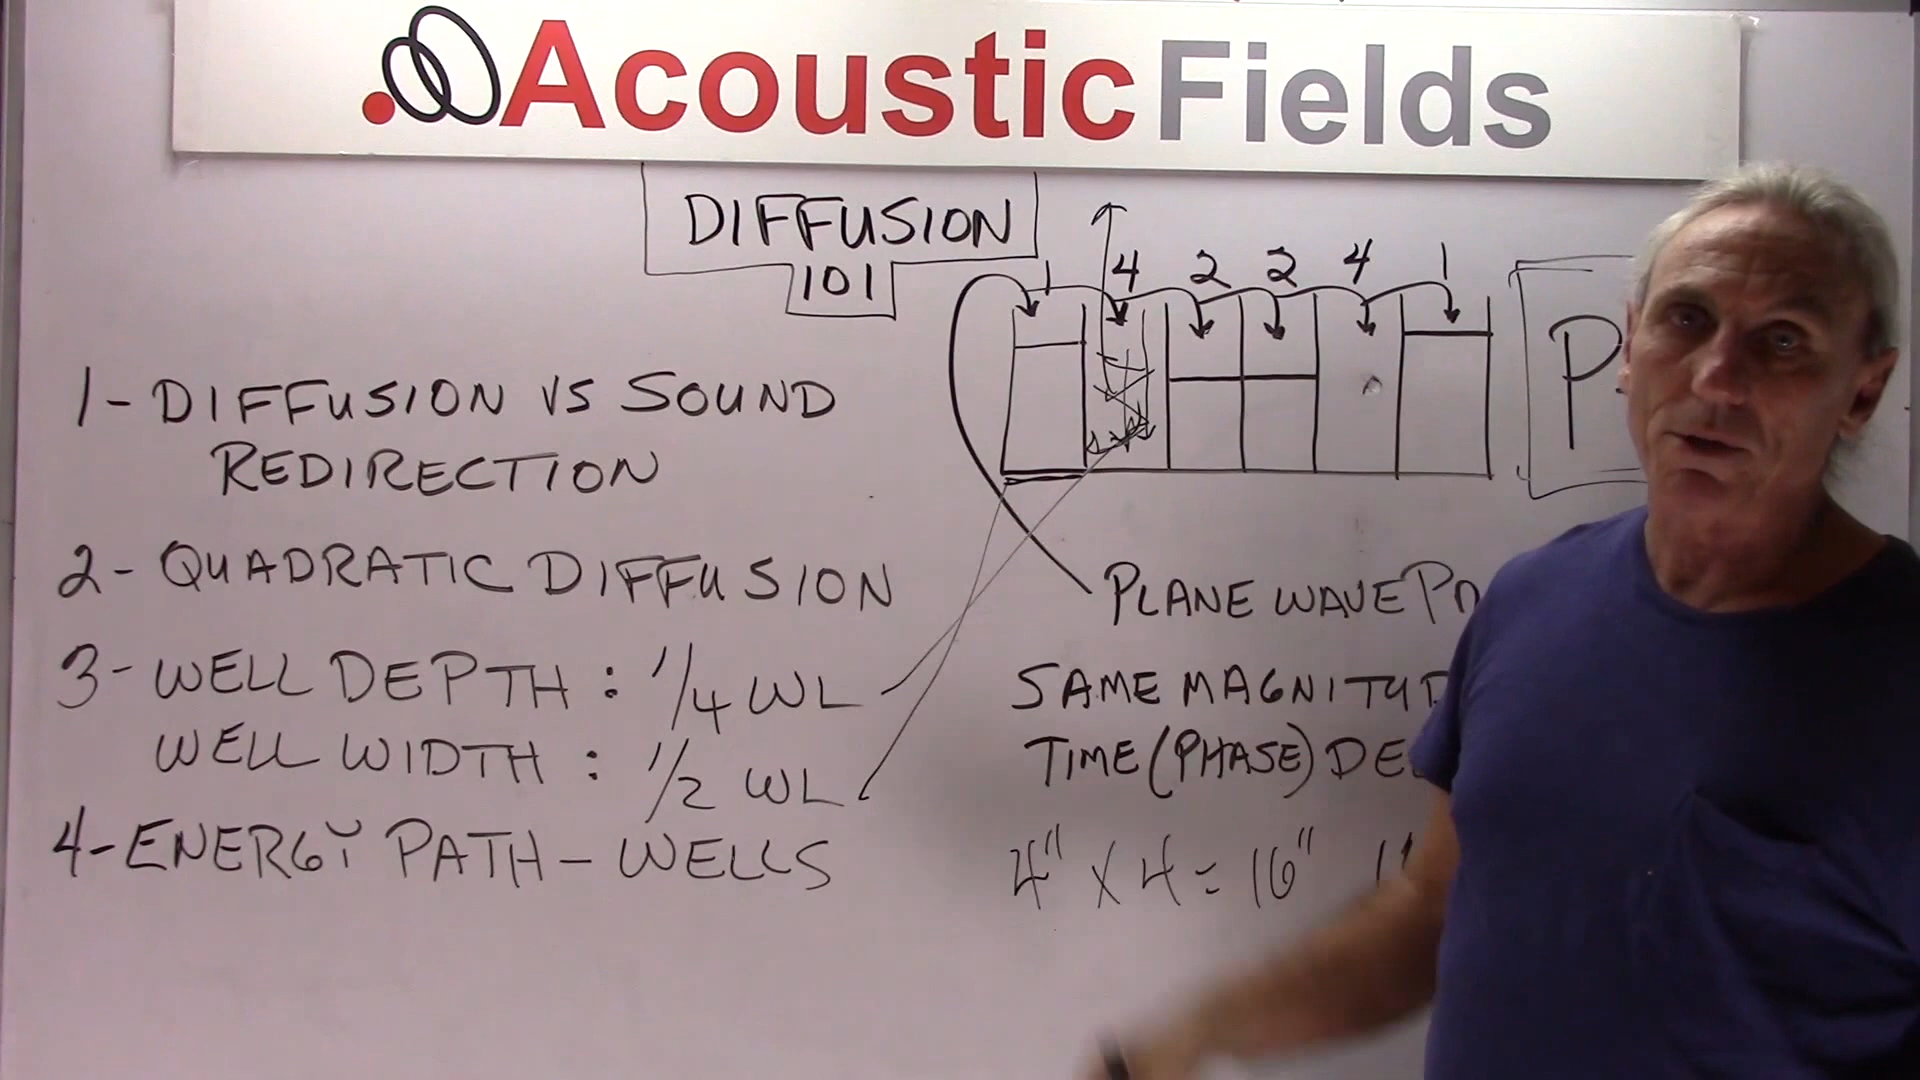 Acoustic Fields
DIFFUSION
101
1 4 2 2 4 1
1- DIFFUSION VS SOUND
REDIRECTION
2- QUADRATIC DIFFUSION
3- WELL DEPTH: 1/4 WL
WELL WIDTH: 1/2 WL
4- ENERGY PATH - WELLS
P
PLANE WAVE
SAME MAGNITUD
TIME (PHASE) DE
4" X 4 = 16"